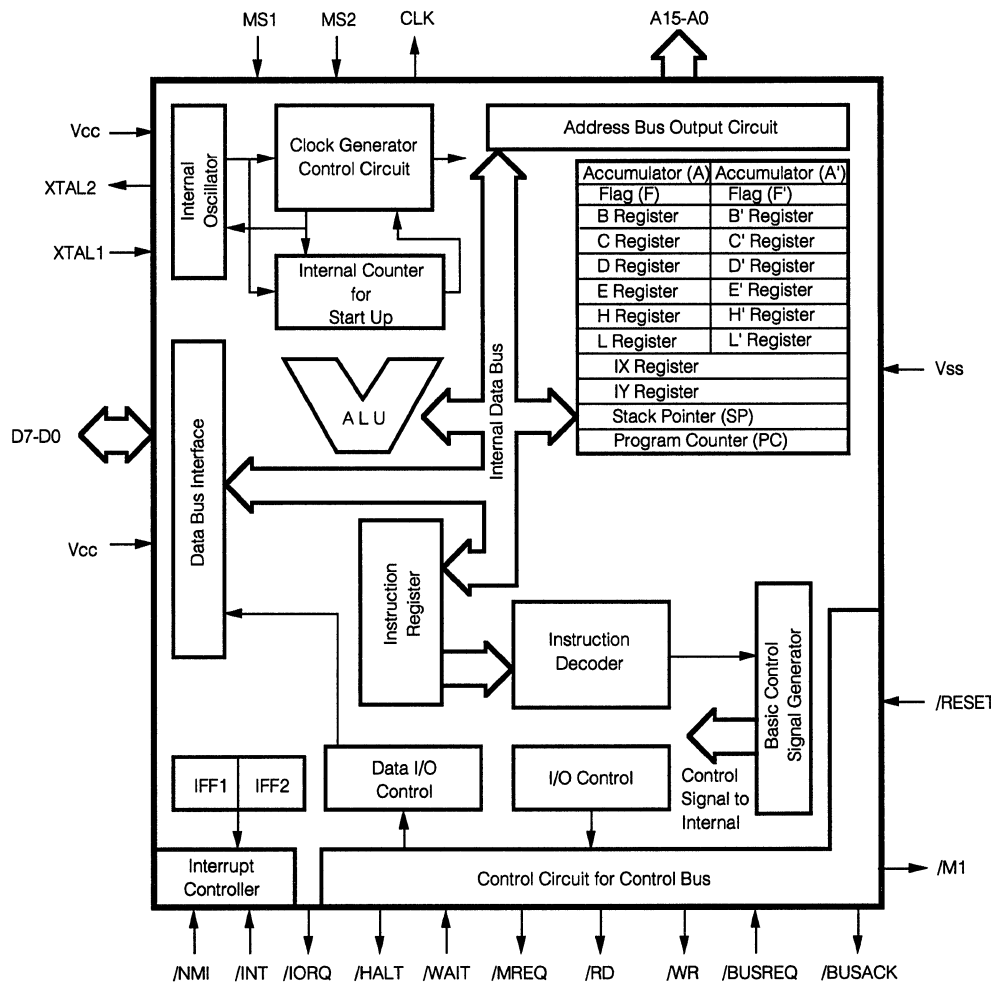 MS1
MS2
CLK
A15-A0
Vcc
XTAL2
XTAL1
Internal
Oscillator
Clock Generator
Control Circuit
Internal Counter
for
Start Up
Address Bus Output Circuit
Accumulator (A)
Accumulator (A')
Flag (F)
Flag (F')
B Register
B' Register
C Register
C' Register
D Register
D' Register
E Register
E' Register
H Register
H' Register
L Register
L' Register
IX Register
IY Register
Stack Pointer (SP)
Program Counter (PC)
Vss
ALU
Internal Data Bus
D7-D0
Data Bus Interface
Vcc
Instruction
Register
Instruction
Decoder
Basic Control
Signal Generator
/RESET
Control
Signal to
Internal
IFF1
IFF2
Data I/O
Control
I/O Control
Interrupt
Controller
Control Circuit for Control Bus
/M1
/NMI
/INT
/IORQ
/HALT
/WAIT
/MREQ
/RD
/WR
/BUSREQ
/BUSACK